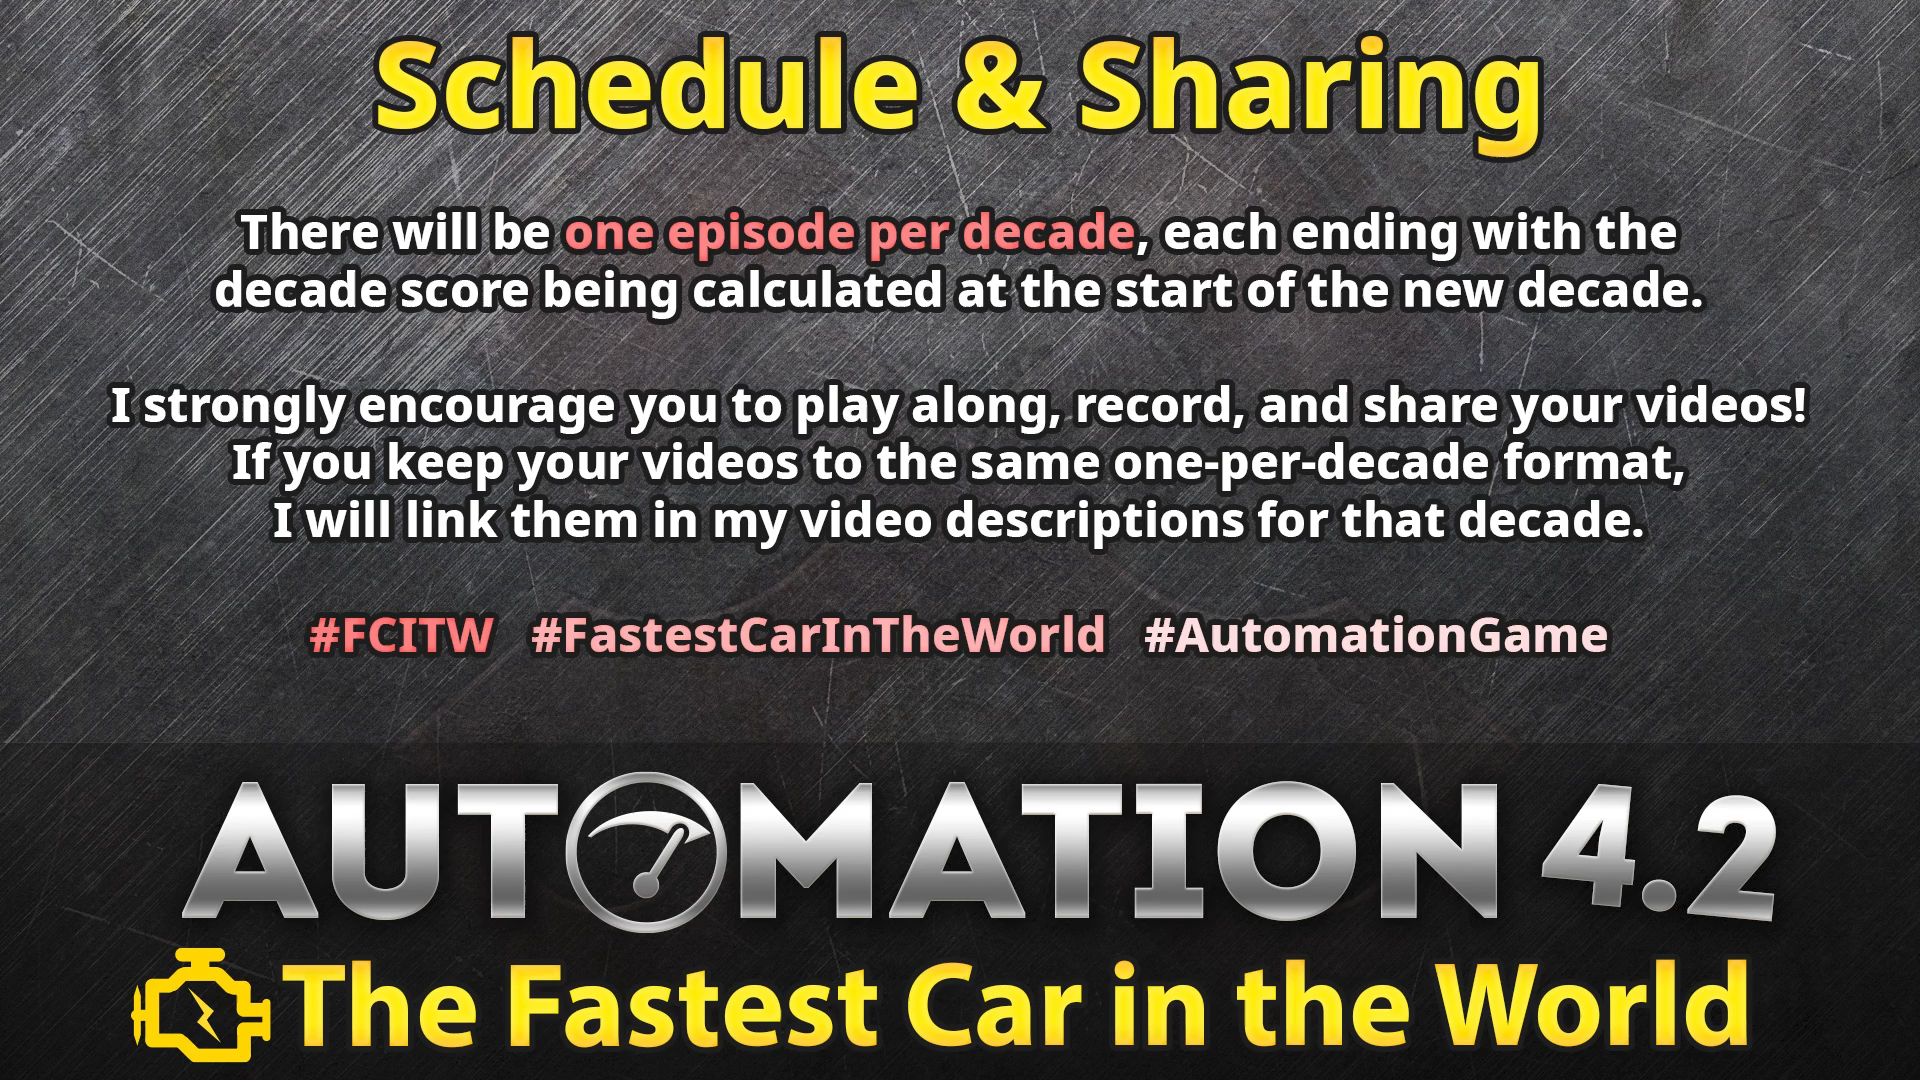 Schedule & Sharing
There will be one episode per decade, each ending with the
decade score being calculated at the start of the new decade.
I strongly encourage you to play along, record, and share your videos!
If you keep your videos to the same one-per-decade format,
I will link them in my video descriptions for that decade.
#FCITW #FastestCarInTheWorld #AutomationGame
AUTOMATION 4.2
The Fastest Car in the World